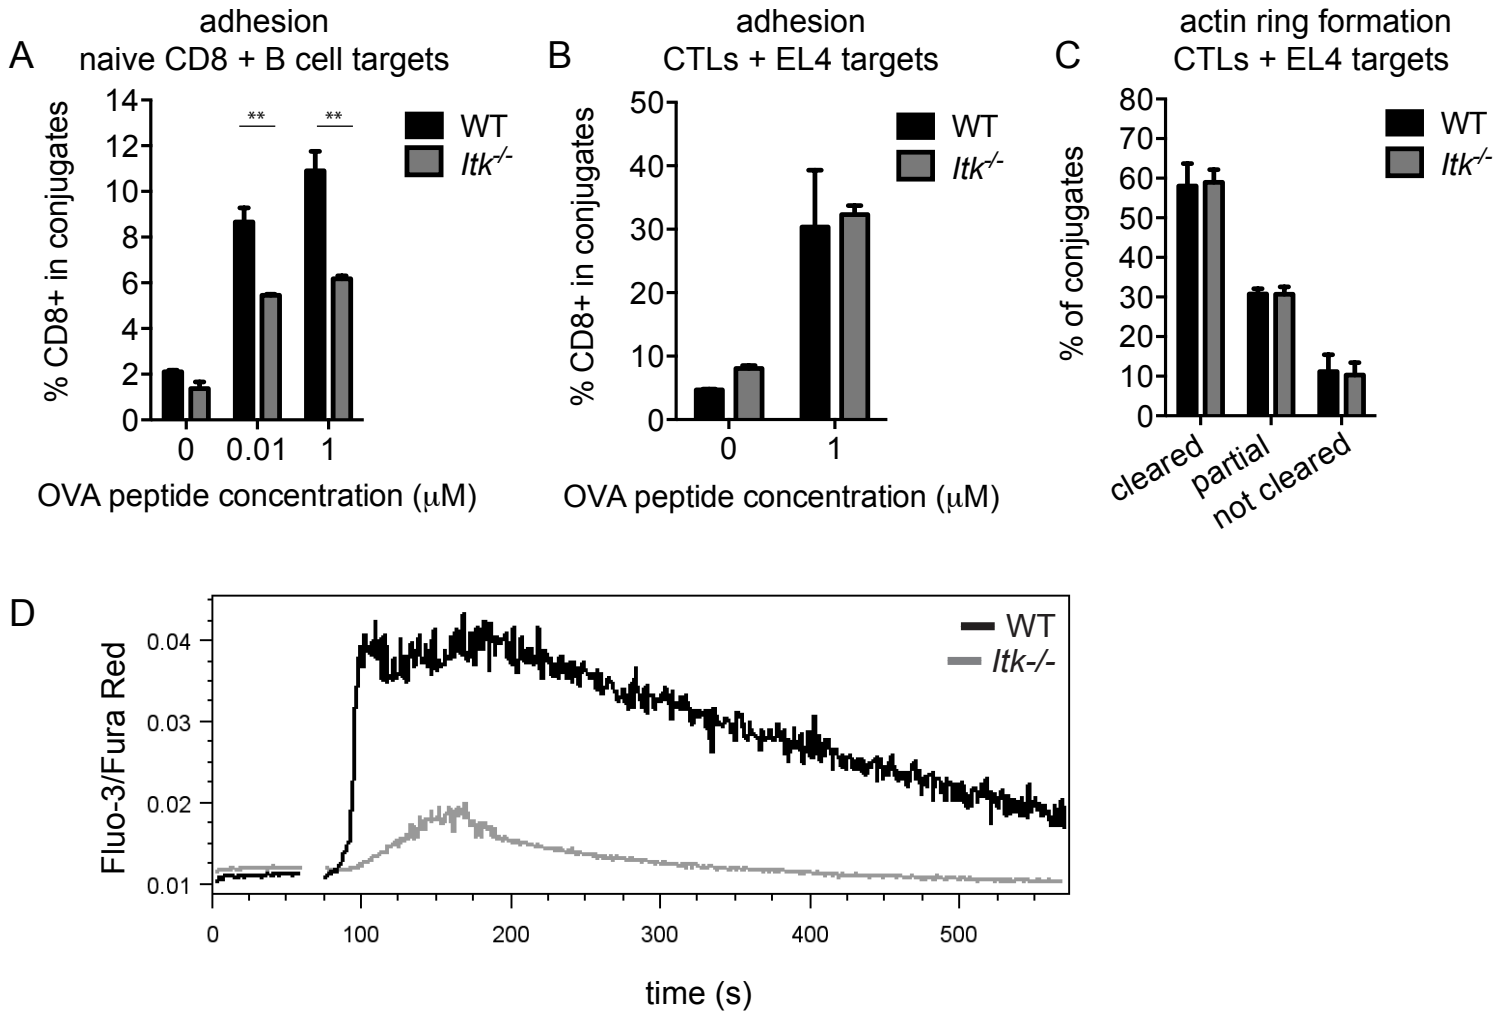 A
adhesion
naive CD8 + B cell targets
% CD8+ in conjugates
14
12
10
8
6
4
2
0
**
**
WT
Itk-/-
0 0.01 1
OVA peptide concentration (μM)
B
adhesion
CTLs + EL4 targets
% CD8+ in conjugates
50
40
30
20
10
0
WT
Itk-/-
0 1
OVA peptide concentration (μM)
C
actin ring formation
CTLs + EL4 targets
% of conjugates
80
70
60
50
40
30
20
10
0
WT
Itk-/-
cleared
partial
not cleared
D
Fluo-3/Fura Red
0.04
0.03
0.02
0.01
WT
Itk-/-
0 100 200 300 400 500
time (s)